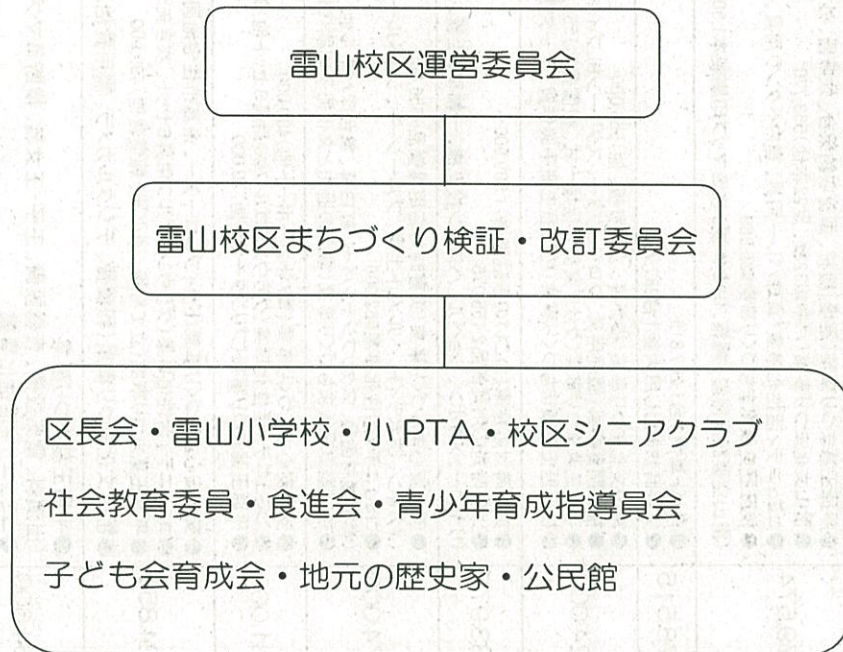 雷山校区運営委員会
雷山校区まちづくり検証・改訂委員会
区長会・雷山小学校・小PTA・校区シニアクラブ
社会教育委員・食進会・青少年育成指導員会
子ども会育成会・地元の歴史家・公民館